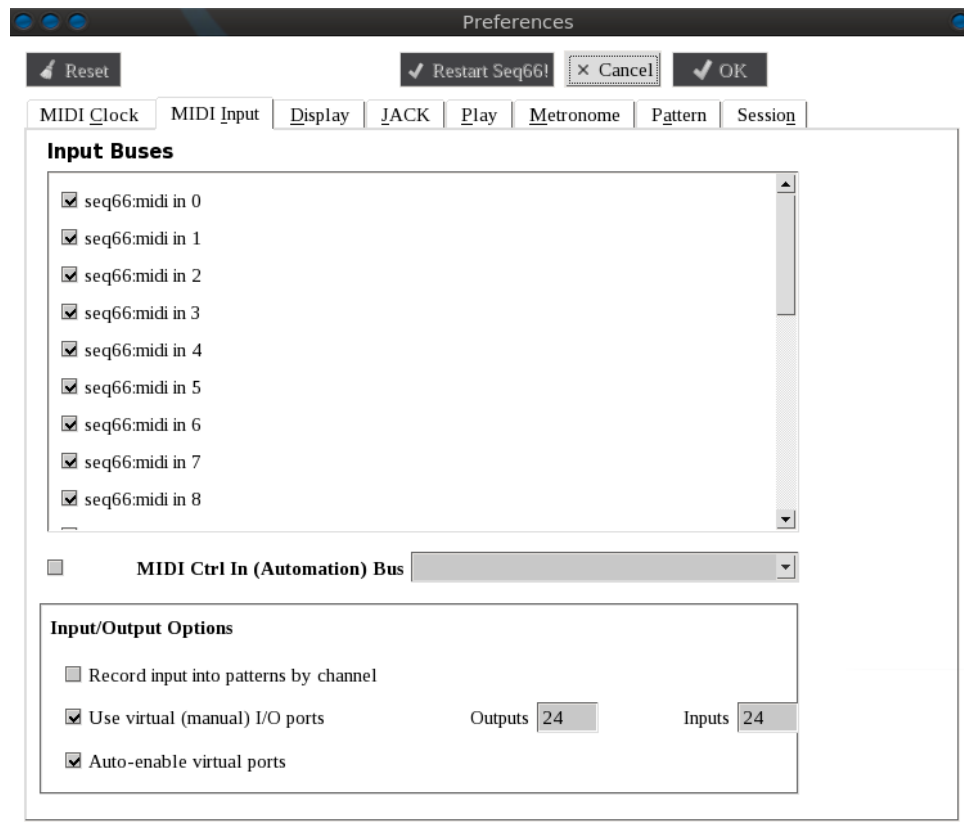 Preferences
Reset
Restart Seq66!
Cancel
OK
MIDI Clock
MIDI Input
Display
JACK
Play
Metronome
Pattern
Session
Input Buses
seq66:midi in 0
seq66:midi in 1
seq66:midi in 2
seq66:midi in 3
seq66:midi in 4
seq66:midi in 5
seq66:midi in 6
seq66:midi in 7
seq66:midi in 8
MIDI Ctrl In (Automation) Bus
Input/Output Options
Record input into patterns by channel
Use virtual (manual) I/O ports Outputs 24 Inputs 24
Auto-enable virtual ports